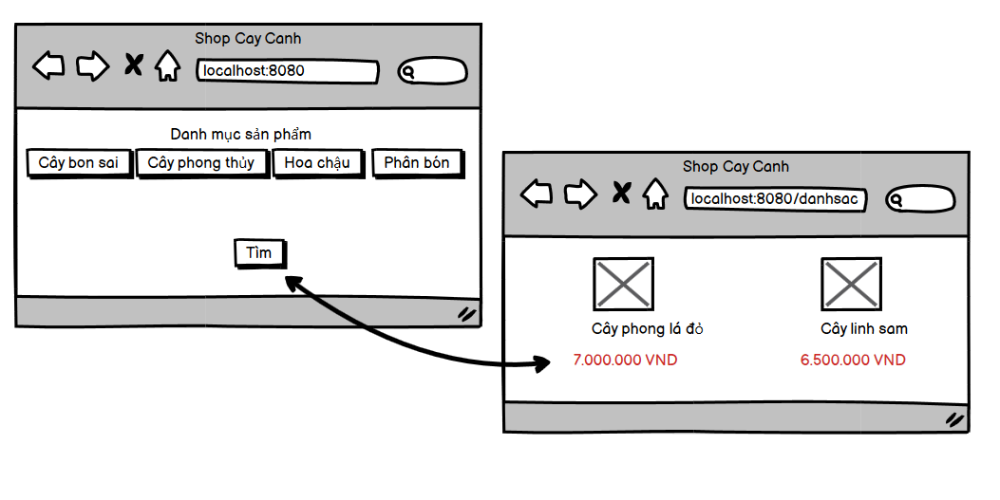 Shop Cay Canh
localhost:8080
Danh mục sản phẩm
Cây bon sai
Cây phong thủy
Hoa chậu
Phân bón
Tìm
Shop Cay Canh
localhost:8080/danhsac
Cây phong lá đỏ
Cây linh sam
7.000.000 VND
6.500.000 VND